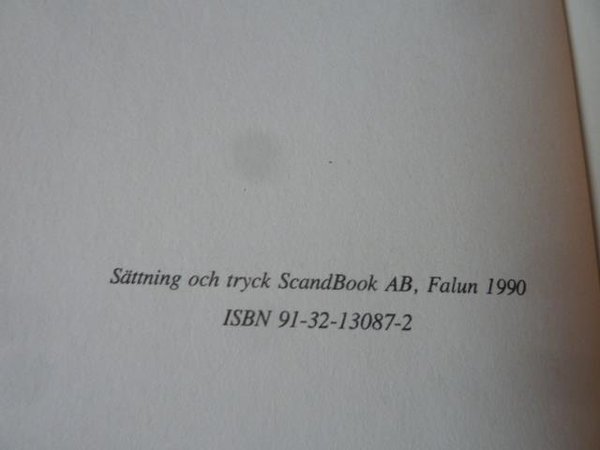 Sättning och tryck ScandBook AB, Falun 1990
ISBN 91-32-13087-2